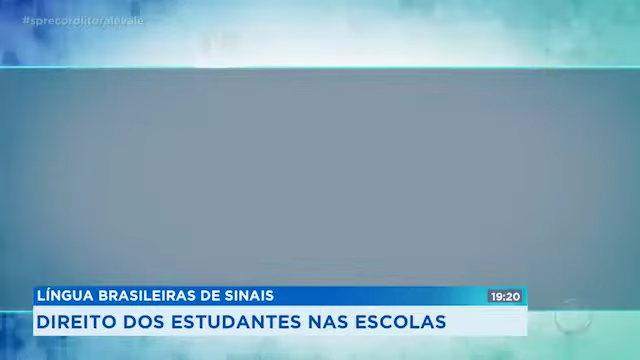 #sprecordlitoralevale
LÍNGUA BRASILEIRAS DE SINAIS
19:20
DIREITO DOS ESTUDANTES NAS ESCOLAS